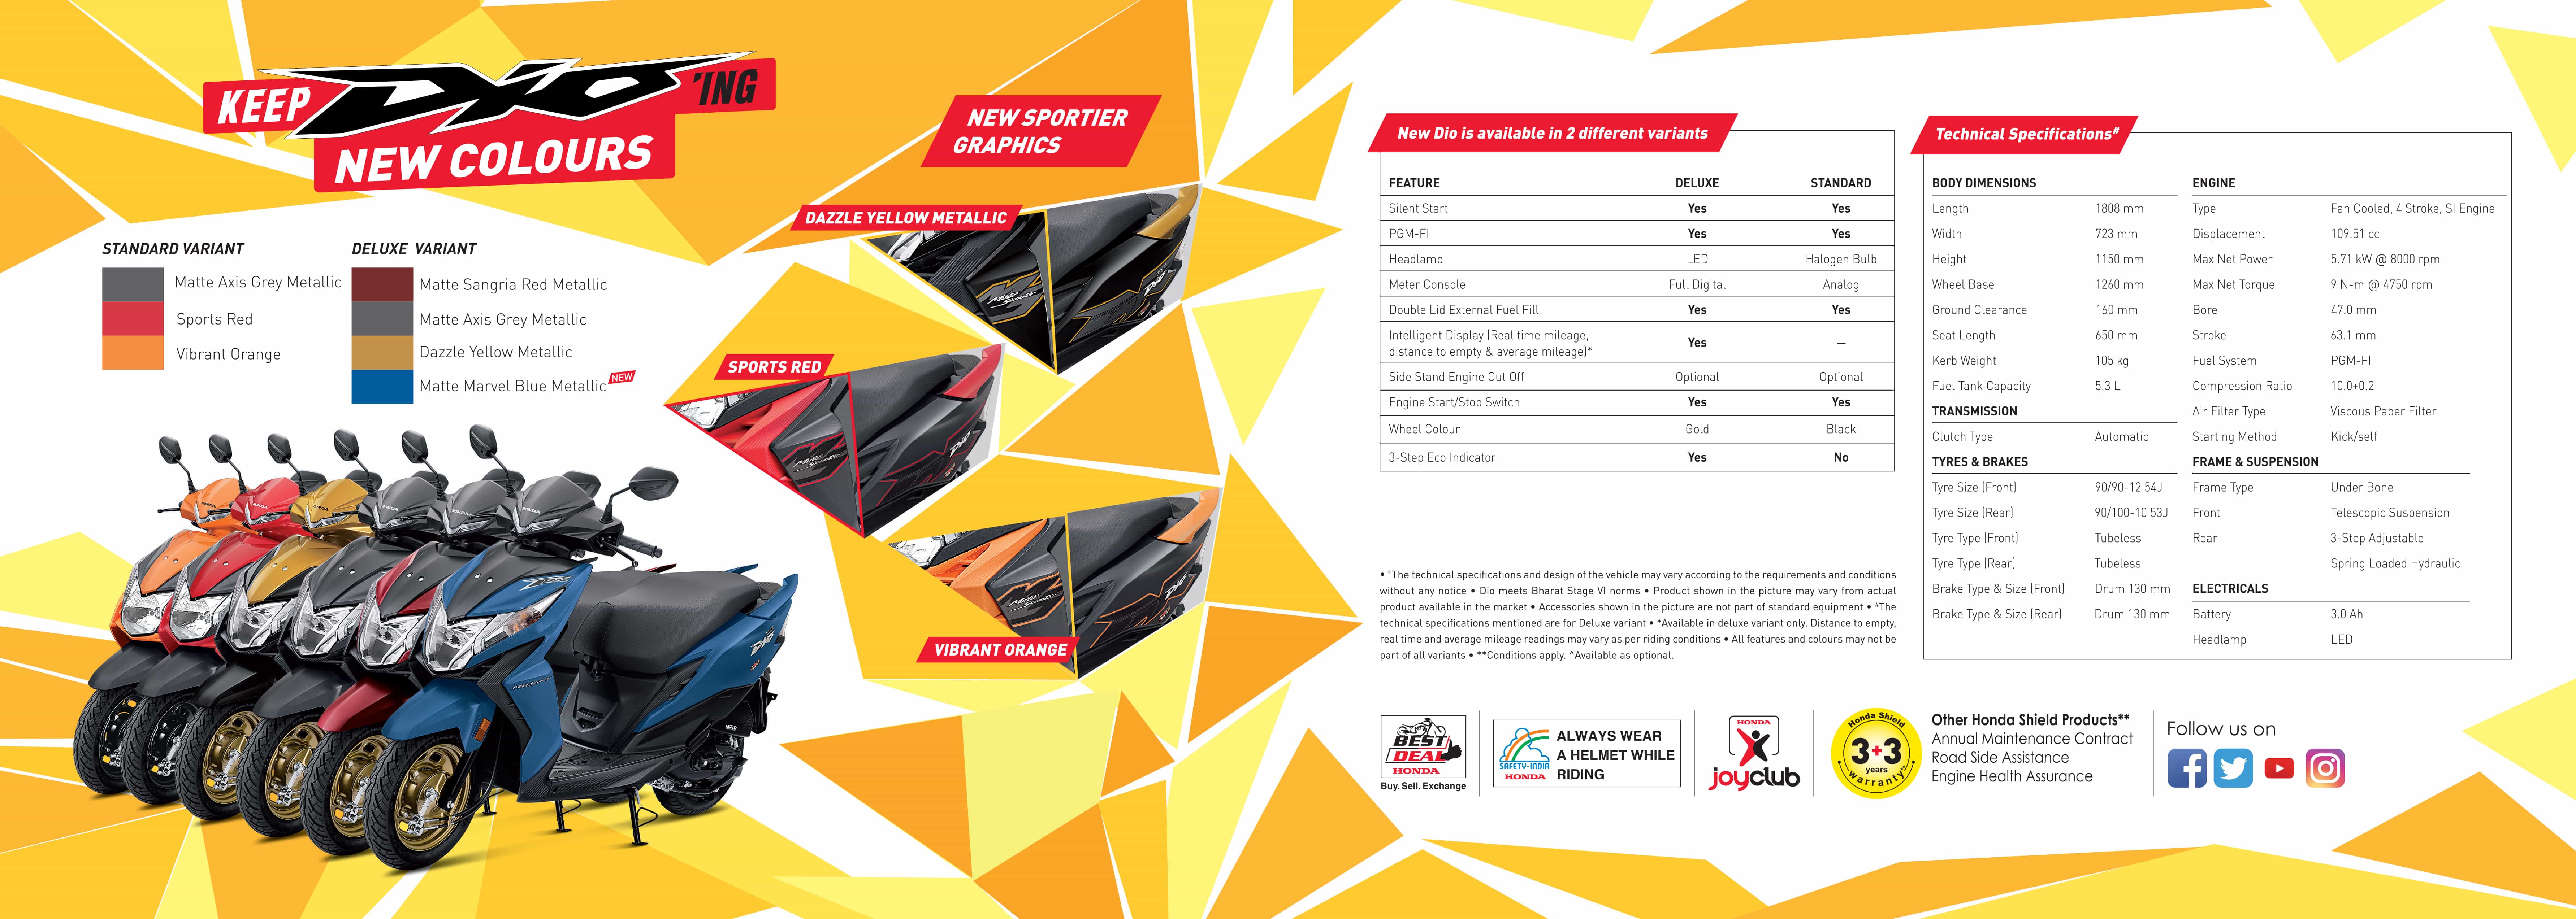 KEEP DIO 'ING
NEW COLOURS
STANDARD VARIANT
Matte Axis Grey Metallic
Sports Red
Vibrant Orange
DELUXE VARIANT
Matte Sangria Red Metallic
Matte Axis Grey Metallic
Dazzle Yellow Metallic
Matte Marvel Blue Metallic NEW
NEW SPORTIER
GRAPHICS
DAZZLE YELLOW METALLIC
SPORTS RED
VIBRANT ORANGE
New Dio is available in 2 different variants
FEATURE DELUXE STANDARD
Silent Start Yes Yes
PGM-FI Yes Yes
Headlamp LED Halogen Bulb
Meter Console Full Digital Analog
Double Lid External Fuel Fill Yes Yes
Intelligent Display (Real time mileage,
distance to empty & average mileage)* Yes —
Side Stand Engine Cut Off Optional Optional
Engine Start/Stop Switch Yes Yes
Wheel Colour Gold Black
3-Step Eco Indicator Yes No
•⁺The technical specifications and design of the vehicle may vary according to the requirements and conditions
without any notice • Dio meets Bharat Stage VI norms • Product shown in the picture may vary from actual
product available in the market • Accessories shown in the picture are not part of standard equipment • #The
technical specifications mentioned are for Deluxe variant • *Available in deluxe variant only. Distance to empty,
real time and average mileage readings may vary as per riding conditions • All features and colours may not be
part of all variants • **Conditions apply. ^Available as optional.
Technical Specifications#
BODY DIMENSIONS
Length 1808 mm
Width 723 mm
Height 1150 mm
Wheel Base 1260 mm
Ground Clearance 160 mm
Seat Length 650 mm
Kerb Weight 105 kg
Fuel Tank Capacity 5.3 L
TRANSMISSION
Clutch Type Automatic
TYRES & BRAKES
Tyre Size (Front) 90/90-12 54J
Tyre Size (Rear) 90/100-10 53J
Tyre Type (Front) Tubeless
Tyre Type (Rear) Tubeless
Brake Type & Size (Front) Drum 130 mm
Brake Type & Size (Rear) Drum 130 mm
ENGINE
Type Fan Cooled, 4 Stroke, SI Engine
Displacement 109.51 cc
Max Net Power 5.71 kW @ 8000 rpm
Max Net Torque 9 N-m @ 4750 rpm
Bore 47.0 mm
Stroke 63.1 mm
Fuel System PGM-FI
Compression Ratio 10.0+0.2
Air Filter Type Viscous Paper Filter
Starting Method Kick/self
FRAME & SUSPENSION
Frame Type Under Bone
Front Telescopic Suspension
Rear 3-Step Adjustable
Spring Loaded Hydraulic
ELECTRICALS
Battery 3.0 Ah
Headlamp LED
BEST
DEAL
HONDA
Buy. Sell. Exchange
SAFETY-INDIA
HONDA
ALWAYS WEAR
A HELMET WHILE
RIDING
HONDA
joyclub
Honda Shield
3+3
years
warranty**
Other Honda Shield Products**
Annual Maintenance Contract
Road Side Assistance
Engine Health Assurance
Follow us on